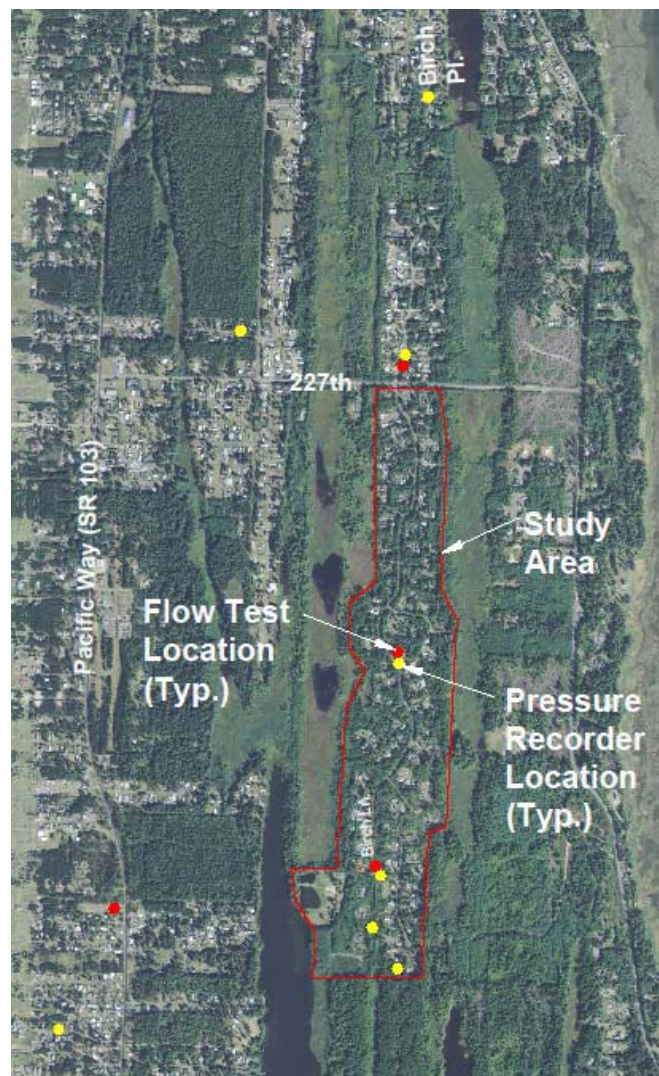 Birch
Pl.
227th
Pacific Way (SR 103)
Study
Area
Flow Test
Location
(Typ.)
Pressure
Recorder
Location
(Typ.)
Birch Ln